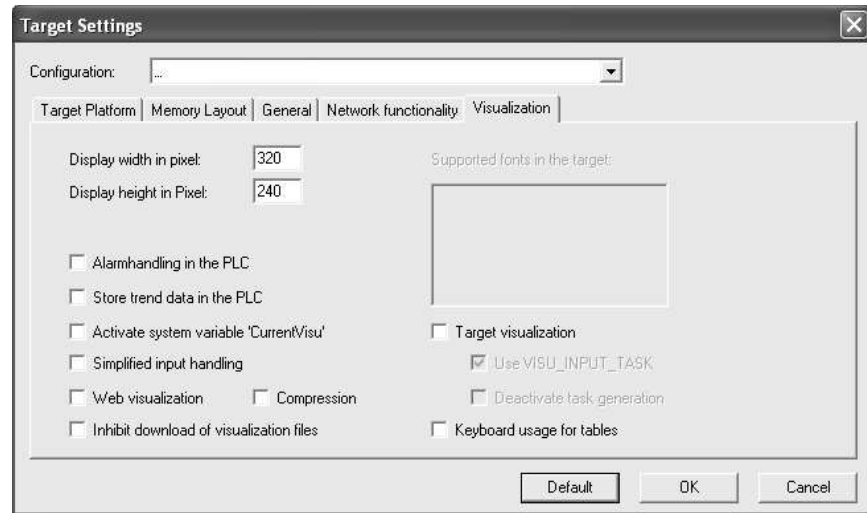 Target Settings
Configuration: ...
Target Platform Memory Layout General Network functionality Visualization
Display width in pixel: 320
Supported fonts in the target:
Display height in Pixel: 240
Alarmhandling in the PLC
Store trend data in the PLC
Activate system variable 'CurrentVisu'
Target visualization
Simplified input handling
Use VISU_INPUT_TASK
Web visualization Compression
Deactivate task generation
Inhibit download of visualization files
Keyboard usage for tables
Default OK Cancel